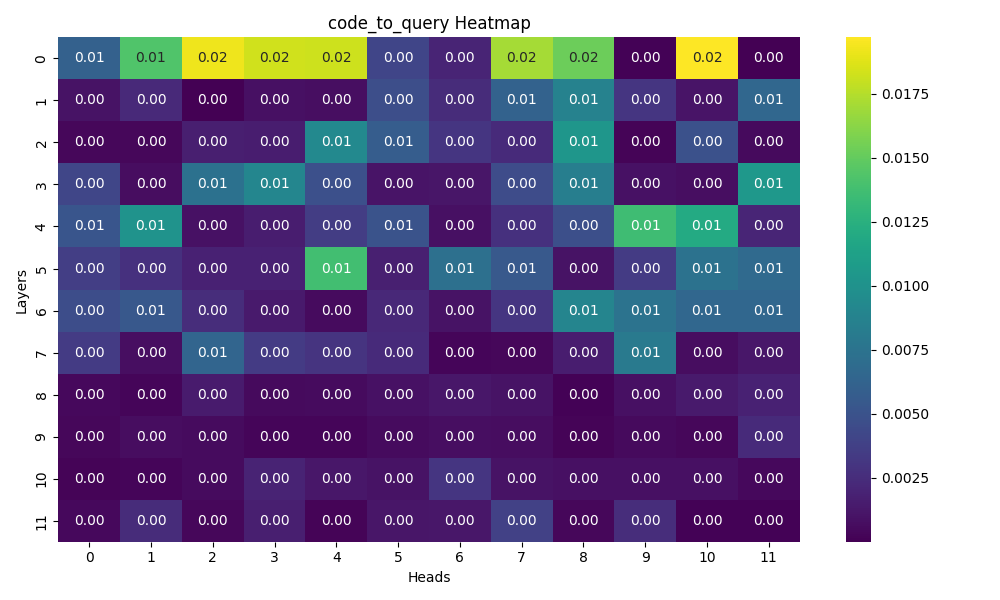 code_to_query Heatmap
0 0.01 0.01 0.02 0.02 0.02 0.00 0.00 0.02 0.02 0.00 0.02 0.00
1 0.00 0.00 0.00 0.00 0.00 0.00 0.00 0.01 0.01 0.00 0.00 0.01
2 0.00 0.00 0.00 0.00 0.01 0.01 0.00 0.00 0.01 0.00 0.00 0.00
3 0.00 0.00 0.01 0.01 0.00 0.00 0.00 0.00 0.01 0.00 0.00 0.01
4 0.01 0.01 0.00 0.00 0.00 0.01 0.00 0.00 0.00 0.01 0.01 0.00
5 0.00 0.00 0.00 0.00 0.01 0.00 0.01 0.01 0.00 0.00 0.01 0.01
6 0.00 0.01 0.00 0.00 0.00 0.00 0.00 0.00 0.01 0.01 0.01 0.01
7 0.00 0.00 0.01 0.00 0.00 0.00 0.00 0.00 0.00 0.01 0.00 0.00
8 0.00 0.00 0.00 0.00 0.00 0.00 0.00 0.00 0.00 0.00 0.00 0.00
9 0.00 0.00 0.00 0.00 0.00 0.00 0.00 0.00 0.00 0.00 0.00 0.00
10 0.00 0.00 0.00 0.00 0.00 0.00 0.00 0.00 0.00 0.00 0.00 0.00
11 0.00 0.00 0.00 0.00 0.00 0.00 0.00 0.00 0.00 0.00 0.00 0.00
0 1 2 3 4 5 6 7 8 9 10 11
Heads
Layers
0.0175
0.0150
0.0125
0.0100
0.0075
0.0050
0.0025